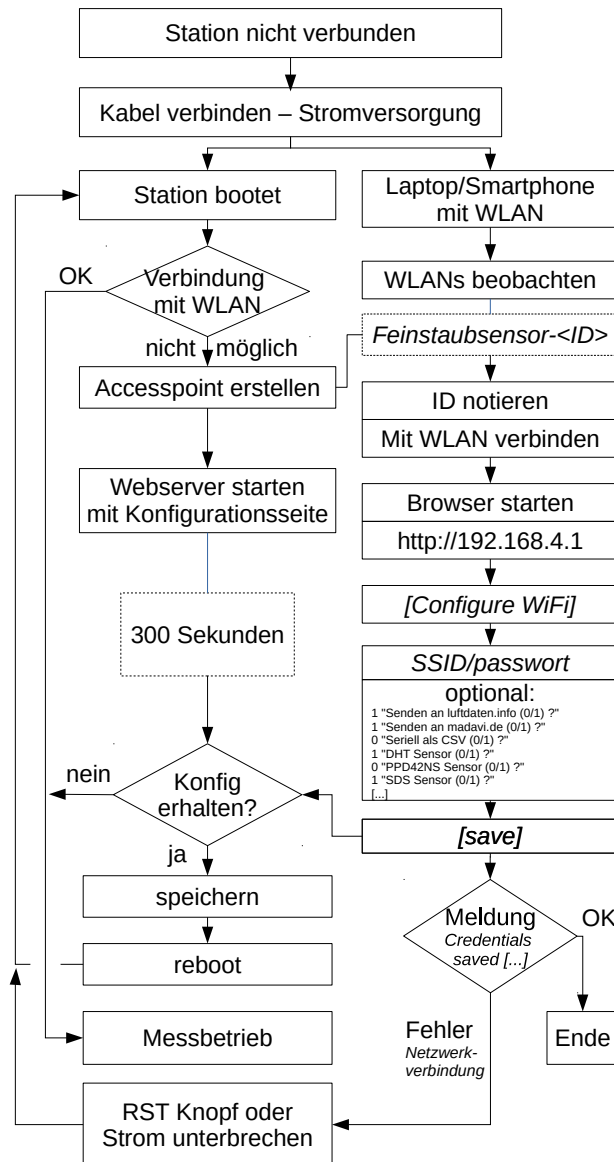 Station nicht verbunden
Kabel verbinden – Stromversorgung
Station bootet
OK
Verbindung
mit WLAN
nicht möglich
Accesspoint erstellen
Webserver starten
mit Konfigurationsseite
300 Sekunden
nein
Konfig
erhalten?
ja
speichern
reboot
Messbetrieb
RST Knopf oder
Strom unterbrechen
Laptop/Smartphone
mit WLAN
WLANs beobachten
Feinstaubsensor-<ID>
ID notieren
Mit WLAN verbinden
Browser starten
http://192.168.4.1
[Configure WiFi]
SSID/passwort
optional:
1 "Senden an luftdaten.info (0/1) ?"
1 "Senden an madavi.de (0/1) ?"
0 "Seriell als CSV (0/1) ?"
1 "DHT Sensor (0/1) ?"
0 "PPD42NS Sensor (0/1) ?"
1 "SDS Sensor (0/1) ?"
[...]
[save]
Meldung
Credentials
saved [...]
OK
Ende
Fehler
Netzwerk-
verbindung